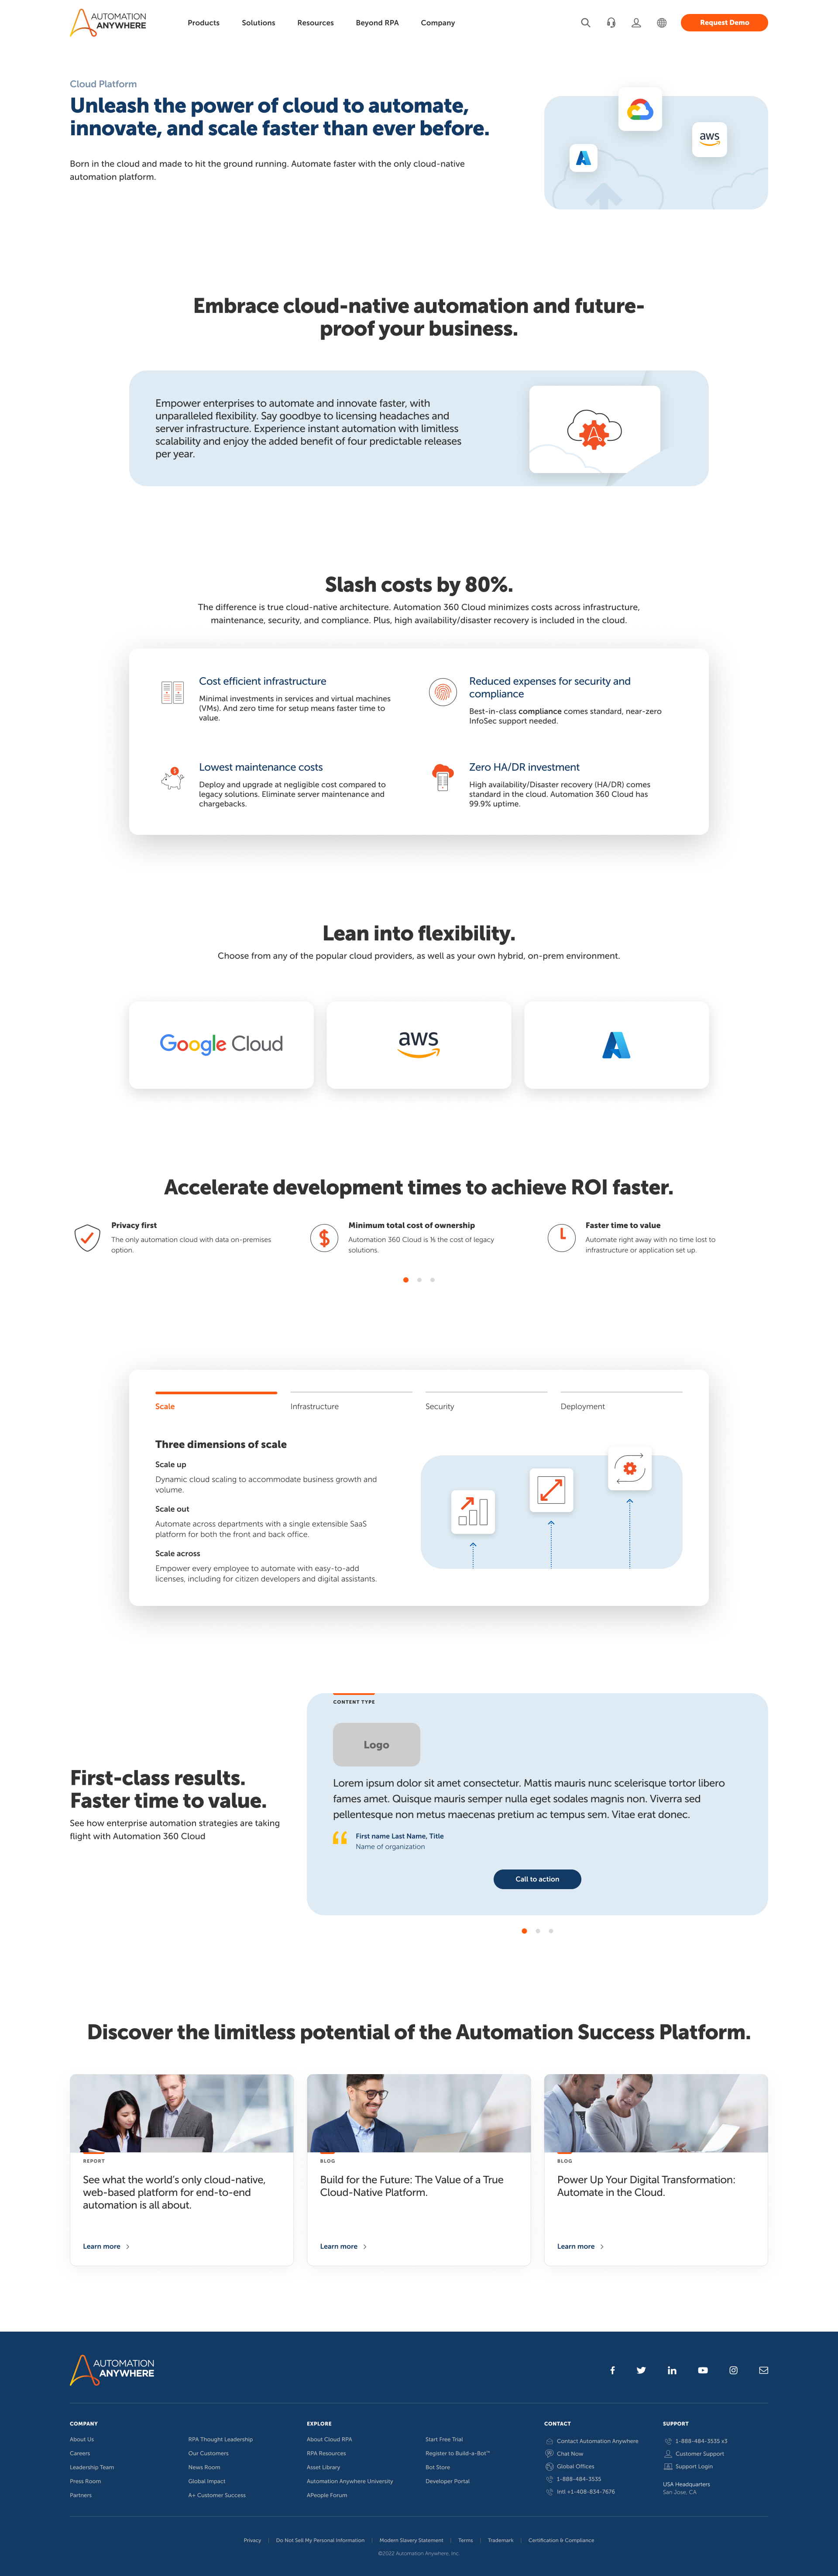 AUTOMATION
ANYWHERE
Products
Solutions
Resources
Beyond RPA
Company
Request Demo
Cloud Platform
Unleash the power of cloud to automate,
innovate, and scale faster than ever before.
Born in the cloud and made to hit the ground running. Automate faster with the only cloud-native
automation platform.
aws
Embrace cloud-native automation and future-
proof your business.
Empower enterprises to automate and innovate faster, with
unparalleled flexibility. Say goodbye to licensing headaches and
server infrastructure. Experience instant automation with limitless
scalability and enjoy the added benefit of four predictable releases
per year.
Slash costs by 80%.
The difference is true cloud-native architecture. Automation 360 Cloud minimizes costs across infrastructure,
maintenance, security, and compliance. Plus, high availability/disaster recovery is included in the cloud.
Cost efficient infrastructure
Minimal investments in services and virtual machines
(VMs). And zero time for setup means faster time to
value.
Reduced expenses for security and
compliance
Best-in-class compliance comes standard, near-zero
InfoSec support needed.
Lowest maintenance costs
Deploy and upgrade at negligible cost compared to
legacy solutions. Eliminate server maintenance and
chargebacks.
Zero HA/DR investment
High availability/Disaster recovery (HA/DR) comes
standard in the cloud. Automation 360 Cloud has
99.9% uptime.
Lean into flexibility.
Choose from any of the popular cloud providers, as well as your own hybrid, on-prem environment.
Google Cloud
aws
Accelerate development times to achieve ROI faster.
Privacy first
The only automation cloud with data on-premises
option.
Minimum total cost of ownership
Automation 360 Cloud is the cost of legacy
solutions.
Faster time to value
Automate right away with no time lost to
infrastructure or application set up.
Scale
Infrastructure
Security
Deployment
Three dimensions of scale
Scale up
Dynamic cloud scaling to accommodate business growth and
volume.
Scale out
Automate across departments with a single extensible SaaS
platform for both the front and back office.
Scale across
Empower every employee to automate with easy-to-add
licenses, including for citizen developers and digital assistants.
First-class results.
Faster time to value.
See how enterprise automation strategies are taking
flight with Automation 360 Cloud
CONTENT TYPE
Logo
Lorem ipsum dolor sit amet consectetur. Mattis mauris nunc scelerisque tortor libero
fames amet. Quisque mauris semper nulla eget sodales magnis non. Viverra sed
pellentesque non metus maecenas pretium ac tempus sem. Vitae erat donec.
First name Last Name, Title
Name of organization
Call to action
Discover the limitless potential of the Automation Success Platform.
REPORT
See what the world's only cloud-native,
web-based platform for end-to-end
automation is all about.
Learn more
BLOG
Build for the Future: The Value of a True
Cloud-Native Platform.
Learn more
BLOG
Power Up Your Digital Transformation:
Automate in the Cloud.
Learn more
AUTOMATION
ANYWHERE
COMPANY
About Us
Careers
Leadership Team
Press Room
Partners
RPA Thought Leadership
Our Customers
News Room
Global Impact
A+ Customer Success
EXPLORE
About Cloud RPA
RPA Resources
Asset Library
Automation Anywhere University
APeople Forum
Start Free Trial
Register to Build-a-Bot™
Bot Store
Developer Portal
CONTACT
Contact Automation Anywhere
Chat Now
Global Offices
1-888-484-3535
Intl +1-408-834-7676
SUPPORT
1-888-484-3535 x3
Customer Support
Support Login
USA Headquarters
San Jose, CA
Privacy | Do Not Sell My Personal Information | Modern Slavery Statement | Terms | Trademark | Certification & Compliance
©2022 Automation Anywhere, Inc.